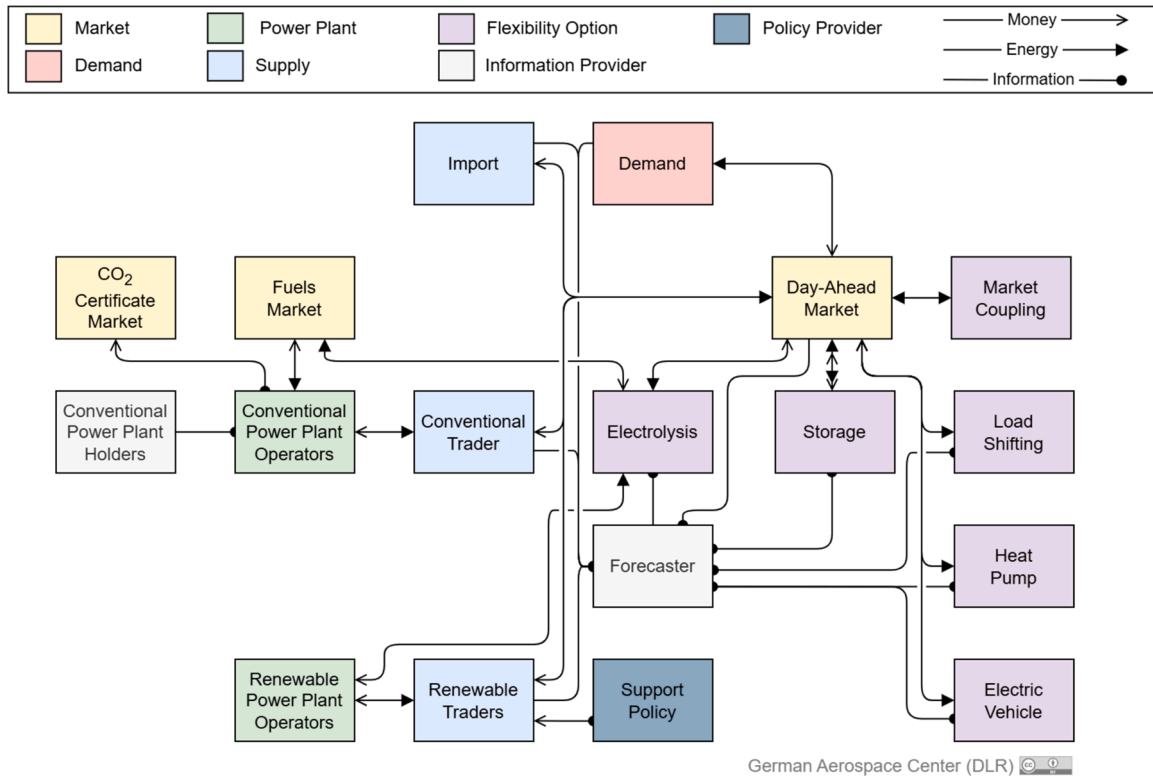 Market
Power Plant
Flexibility Option
Policy Provider
Money
Demand
Supply
Information Provider
Energy
Information
Import
Demand
CO2
Certificate
Market
Fuels
Market
Day-Ahead
Market
Market
Coupling
Conventional
Power Plant
Holders
Conventional
Power Plant
Operators
Conventional
Trader
Electrolysis
Storage
Load
Shifting
Forecaster
Heat
Pump
Renewable
Power Plant
Operators
Renewable
Traders
Support
Policy
Electric
Vehicle
German Aerospace Center (DLR)